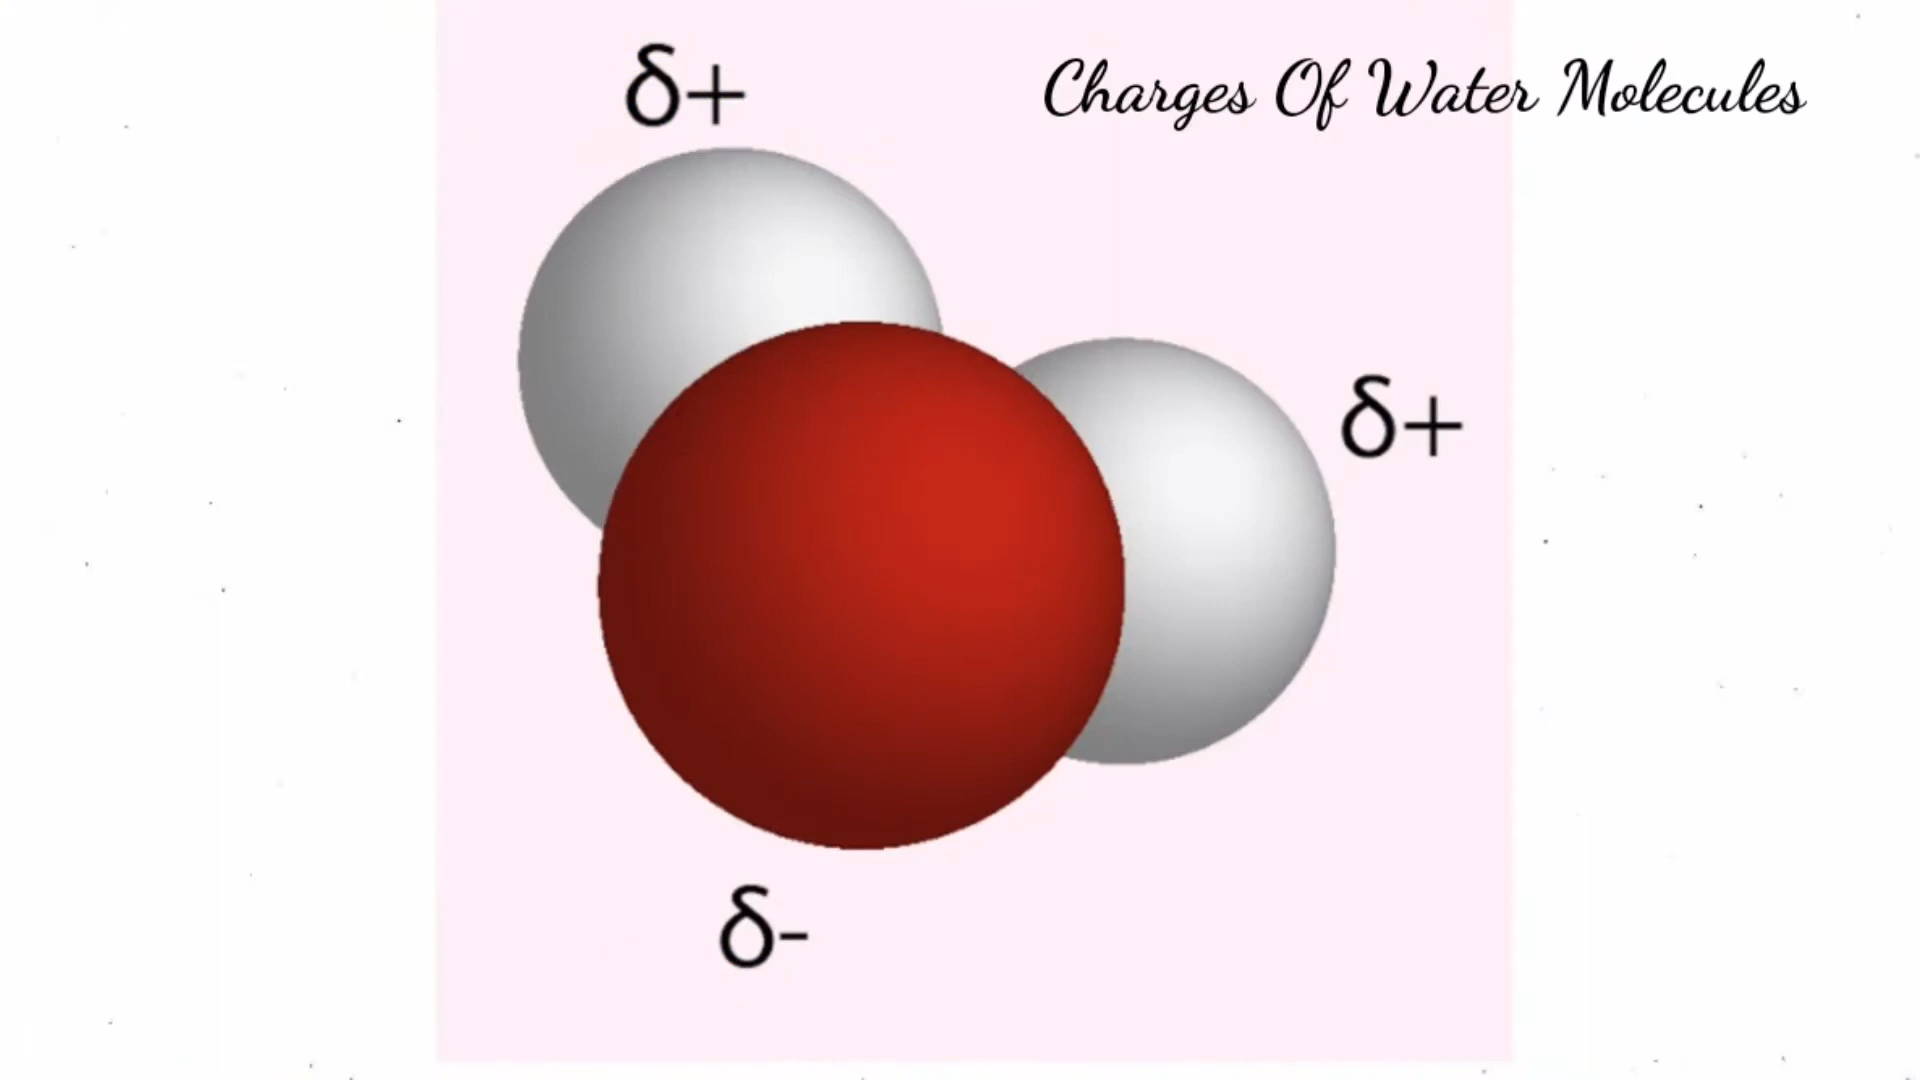 δ+
Charges Of Water Molecules
δ+
δ-